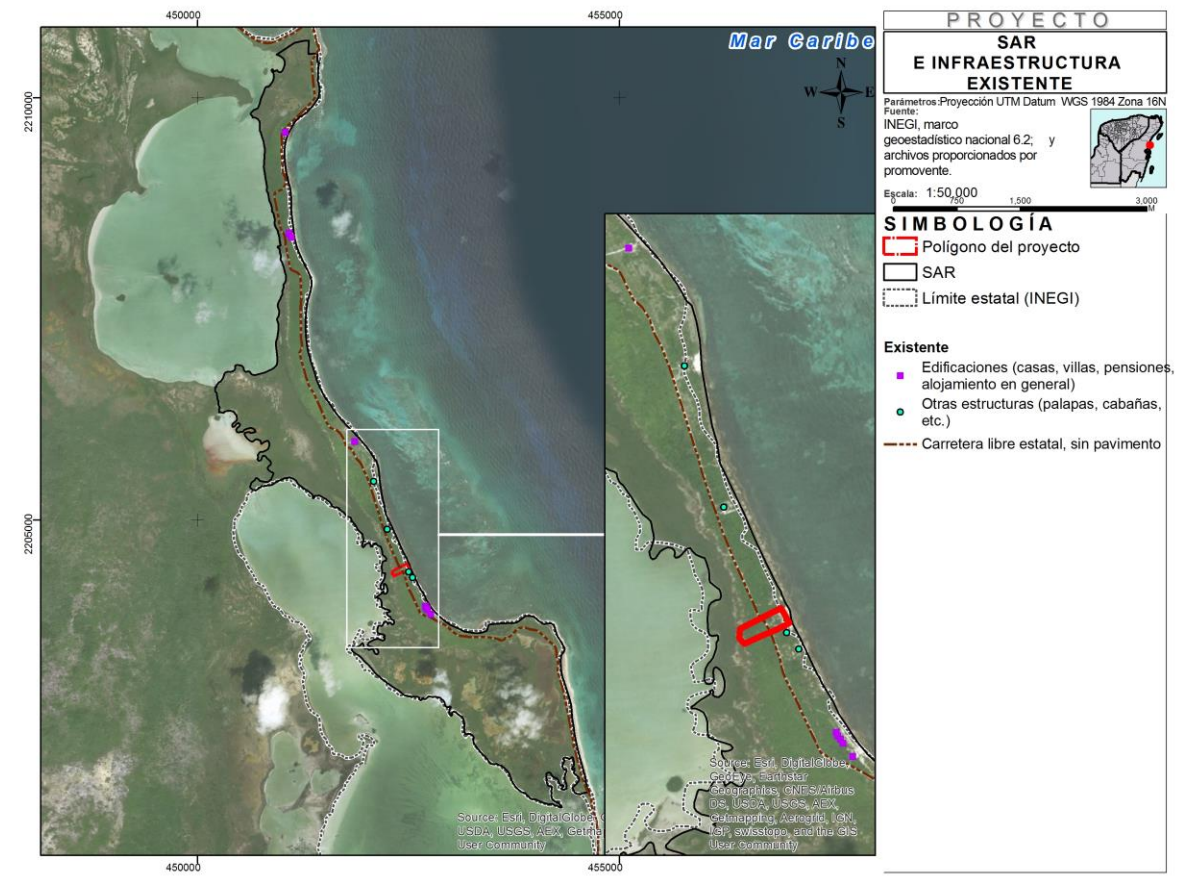 450000
455000
2210000
2205000
Mar Caribe
N
W
E
S
Source: Esri, DigitalGlobe, G
USDA, USGS, AEX, Getma
User Community
Source: Esri, DigitalGlobe,
GeoEye, Earthstar
Geographics, CNES/Airbus
DS, USDA, USGS, AEX,
Getmapping, Aerogrid, IGN,
IGP, swisstopo, and the GIS
User Community
450000
455000
PROYECTO
SAR
E INFRAESTRUCTURA
EXISTENTE
Parámetros:Proyección UTM Datum WGS 1984 Zona 16N
Fuente:
INEGI, marco
geoestadístico nacional 6.2; y
archivos proporcionados por
promovente.
Escala: 1:50,000
0 750 1,500 3,000
M
SIMBOLOGÍA
Polígono del proyecto
SAR
Límite estatal (INEGI)
Existente
Edificaciones (casas, villas, pensiones,
alojamiento en general)
Otras estructuras (palapas, cabañas,
etc.)
Carretera libre estatal, sin pavimento